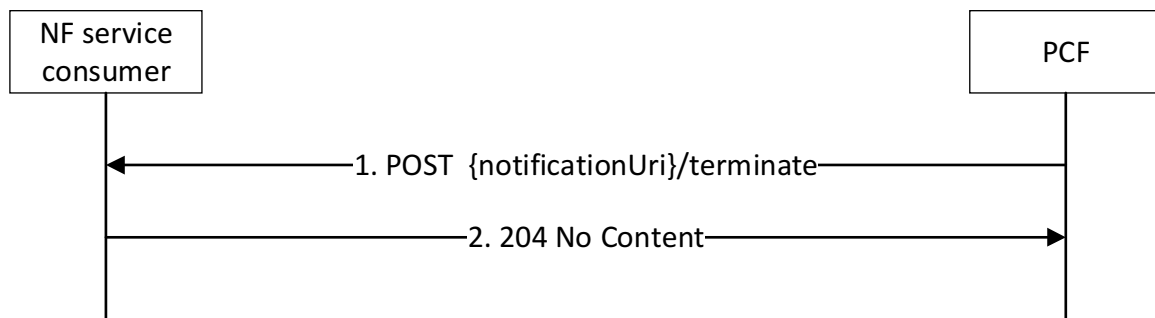 NF service
consumer
PCF
1. POST  {notificationUri}/terminate
2. 204 No Content